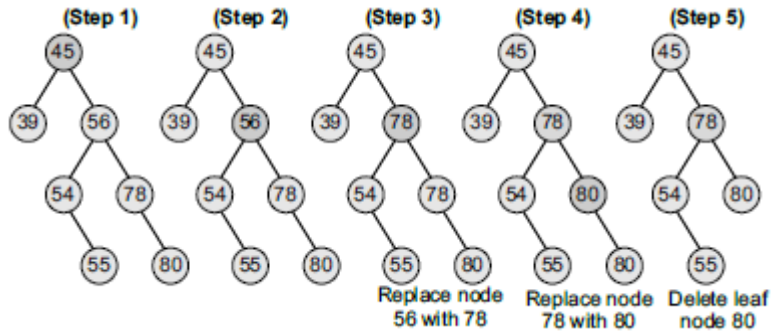 (Step 1) (Step 2) (Step 3) (Step 4) (Step 5)
45 45 45 45 45
39 56 39 56 39 78 39 78 39 78
54 78 54 78 54 78 54 80 54 80
55 80 55 80 55 80 55 80 55
Replace node Replace node Delete leaf
56 with 78 78 with 80 node 80